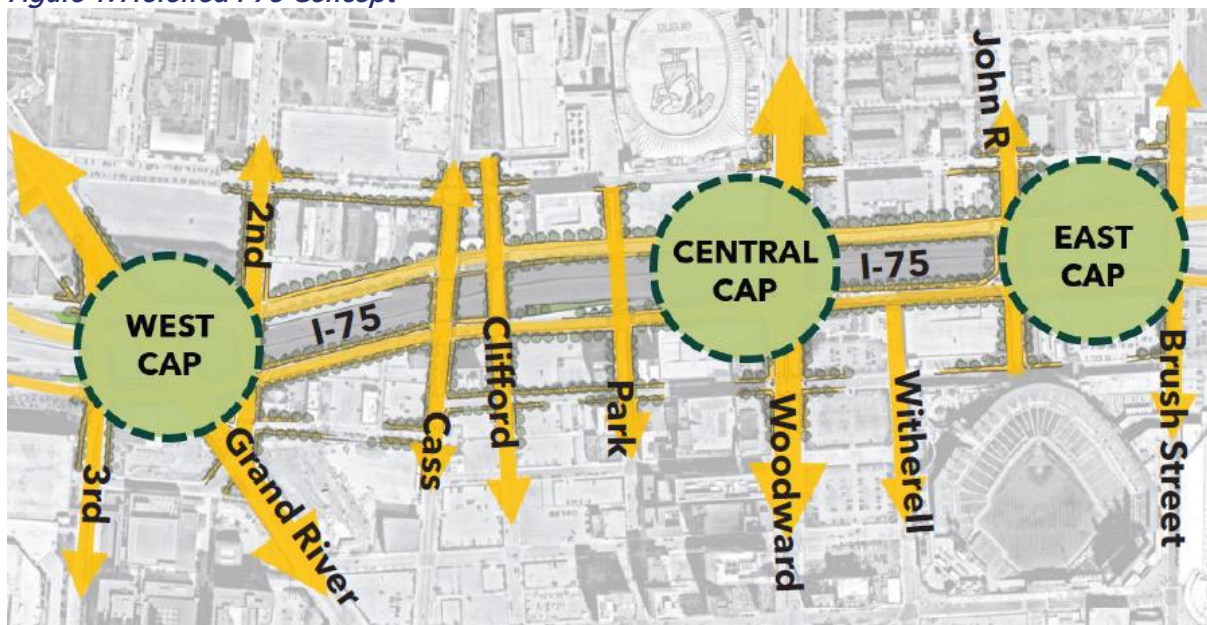 Figure 1: Preferred I-75 Concept
John R
2nd
EAST
CAP
CENTRAL
CAP
I-75
WEST
CAP
I-75
Clifford
Park
Cass
Woodward
Witherell
Brush Street
Grand River
3rd